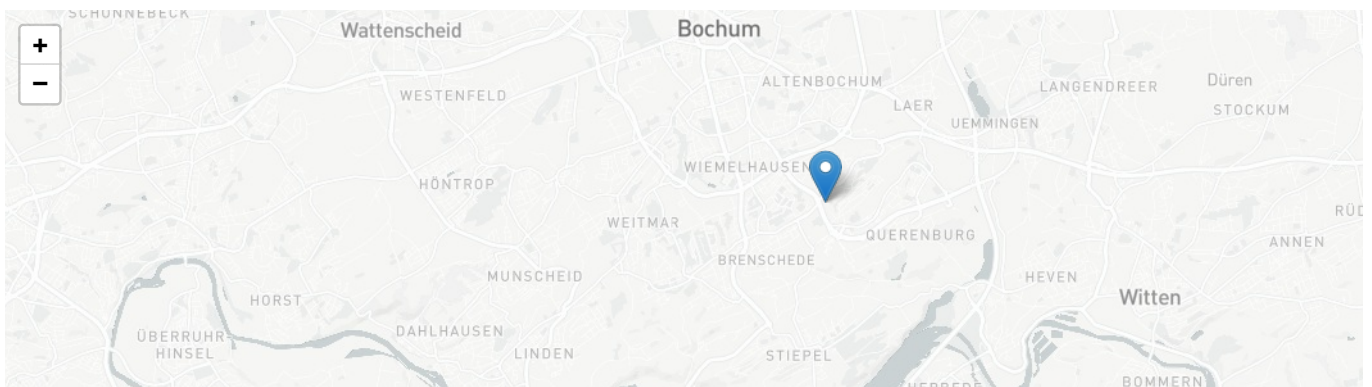 SCHONNEBECK
+
Wattenscheid
Bochum
−
ALTENBOCHUM
Düren
LANGENDREER
WESTENFELD
LAER
STOCKUM
UEMMINGEN
WIEMELHAUSEN
HÖNTROP
RÜD
WEITMAR
QUERENBURG
ANNEN
BRENSCHEDE
MUNSCHEID
HEVEN
HORST
Witten
DAHLHAUSEN
ÜBERRUHR-
HINSEL
LINDEN
STIEPEL
BOMMERN